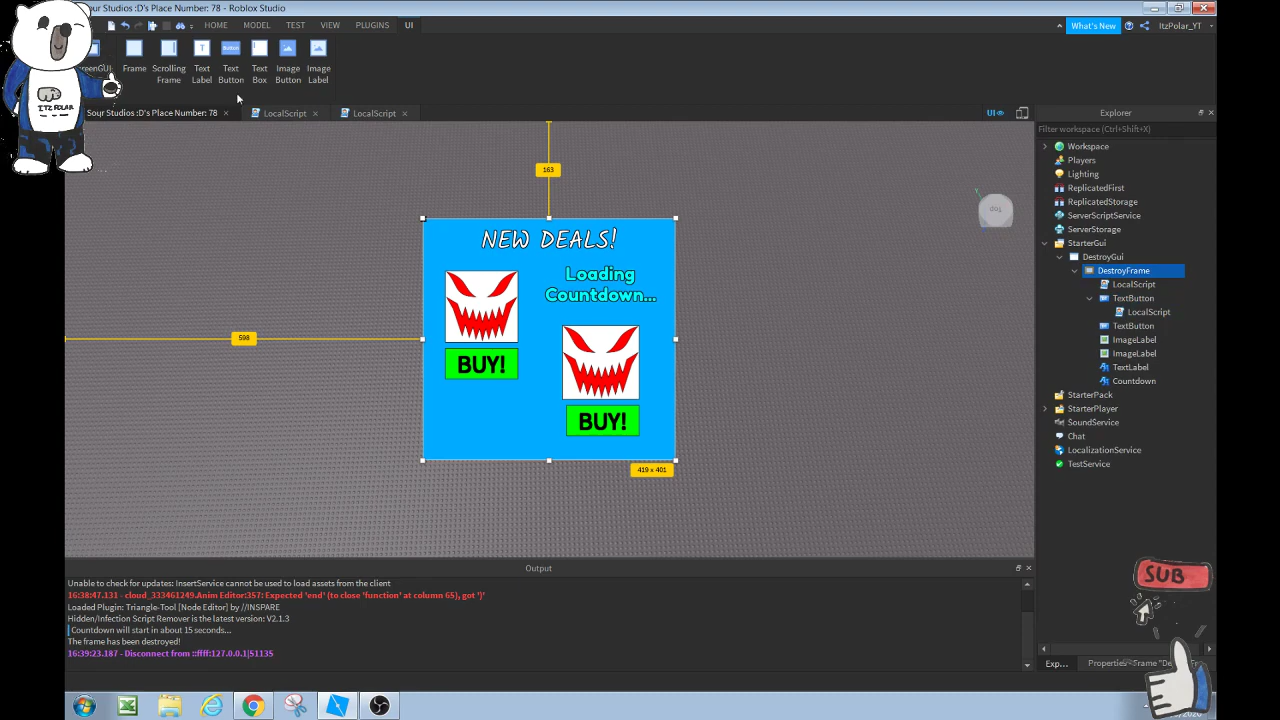 Sour Studios :D's Place Number: 78 - Roblox Studio
HOME MODEL TEST VIEW PLUGINS UI
What's New
ItzPolar_YT
Frame
Scrolling Frame
Text Label
Button
Text Button
Text Box
Image Button
Image Label
ITZ POLAR
Sour Studios :D's Place Number: 78
LocalScript
LocalScript
UI
Explorer
Filter workspace (Ctrl+Shift+X)
Workspace
Players
Lighting
ReplicatedFirst
ReplicatedStorage
ServerScriptService
ServerStorage
StarterGui
DestroyGui
DestroyFrame
LocalScript
TextButton
LocalScript
TextButton
ImageLabel
ImageLabel
TextLabel
Countdown
StarterPack
StarterPlayer
SoundService
Chat
LocalizationService
TestService
163
NEW DEALS!
Loading
Countdown...
598
BUY!
BUY!
419 x 401
Output
Unable to check for updates: InsertService cannot be used to load assets from the client
16:38:47.131 - cloud_333461249.Anim Editor:357: Expected 'end' (to close 'function' at column 65), got '}'
Loaded Plugin: Triangle-Tool [Node Editor] by //INSPARE
Hidden/Infection Script Remover is the latest version: V2.1.3
Countdown will start in about 15 seconds...
The frame has been destroyed!
16:39:23.187 - Disconnect from ::ffff:127.0.0.1|51135
SUB
Exp...
Properties - Frame